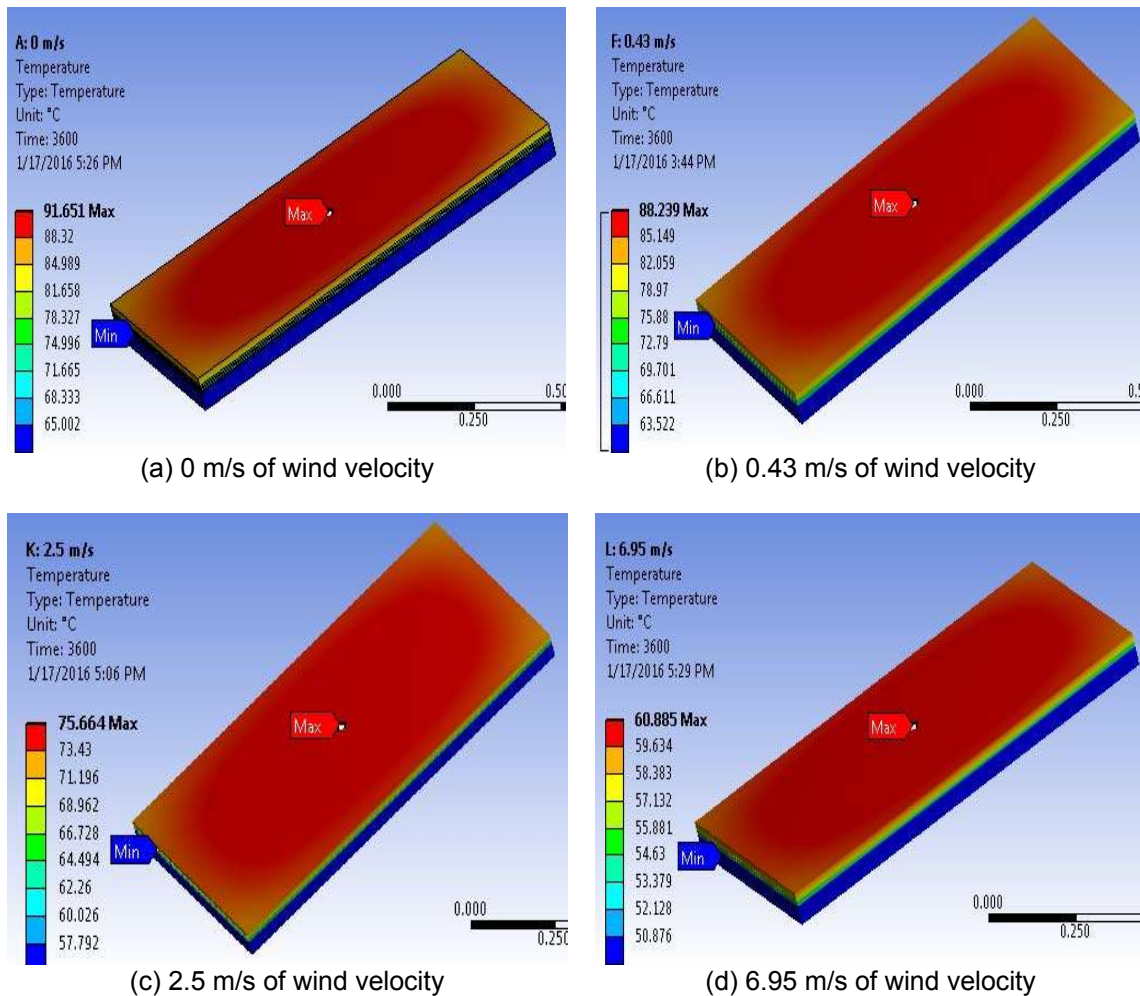 A: 0 m/s
Temperature
Type: Temperature
Unit: °C
Time: 3600
1/17/2016 5:26 PM
91.651 Max
88.32
84.989
81.658
78.327
74.996
71.665
68.333
65.002
Max
Min
0.000
0.50
0.250
(a) 0 m/s of wind velocity
F: 0.43 m/s
Temperature
Type: Temperature
Unit: °C
Time: 3600
1/17/2016 3:44 PM
88.239 Max
85.149
82.059
78.97
75.88
72.79
69.701
66.611
63.522
Max
Min
0.000
0.5
0.250
(b) 0.43 m/s of wind velocity
K: 2.5 m/s
Temperature
Type: Temperature
Unit: °C
Time: 3600
1/17/2016 5:06 PM
75.664 Max
73.43
71.196
68.962
66.728
64.494
62.26
60.026
57.792
Max
Min
0.000
0.250
(c) 2.5 m/s of wind velocity
L: 6.95 m/s
Temperature
Type: Temperature
Unit: °C
Time: 3600
1/17/2016 5:29 PM
60.885 Max
59.634
58.383
57.132
55.881
54.63
53.379
52.128
50.876
Max
Min
0.000
0.250
(d) 6.95 m/s of wind velocity